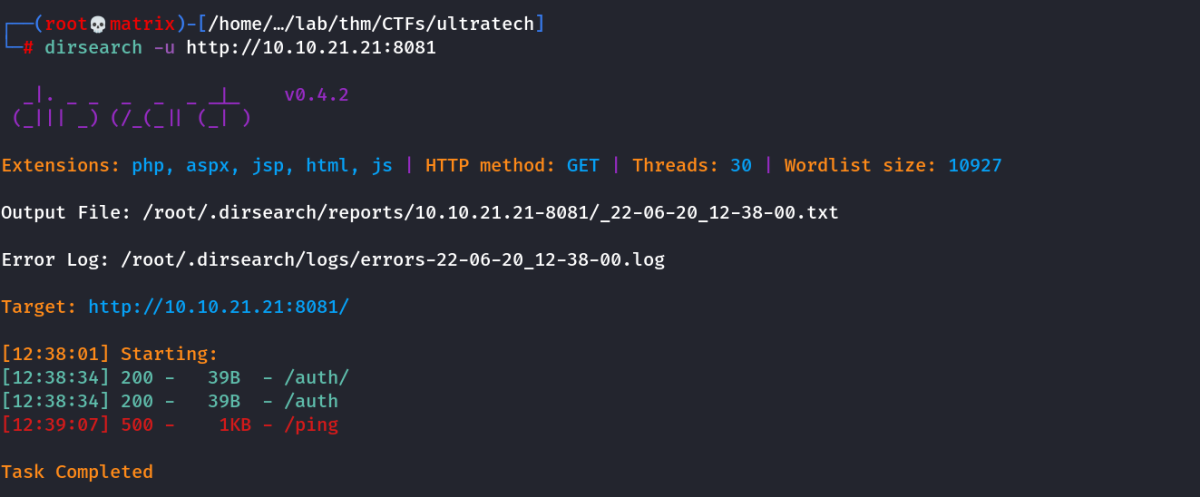 ┌──(root💀matrix)-[/home/…/lab/thm/CTFs/ultratech]
└─# dirsearch -u http://10.10.21.21:8081
  _|. _ _  _  _  _ _|_    v0.4.2
 (_||| _) (/_(_|| (_| )
Extensions: php, aspx, jsp, html, js | HTTP method: GET | Threads: 30 | Wordlist size: 10927
Output File: /root/.dirsearch/reports/10.10.21.21-8081/_22-06-20_12-38-00.txt
Error Log: /root/.dirsearch/logs/errors-22-06-20_12-38-00.log
Target: http://10.10.21.21:8081/
[12:38:01] Starting:
[12:38:34] 200 -   39B  - /auth/
[12:38:34] 200 -   39B  - /auth
[12:39:07] 500 -    1KB - /ping
Task Completed